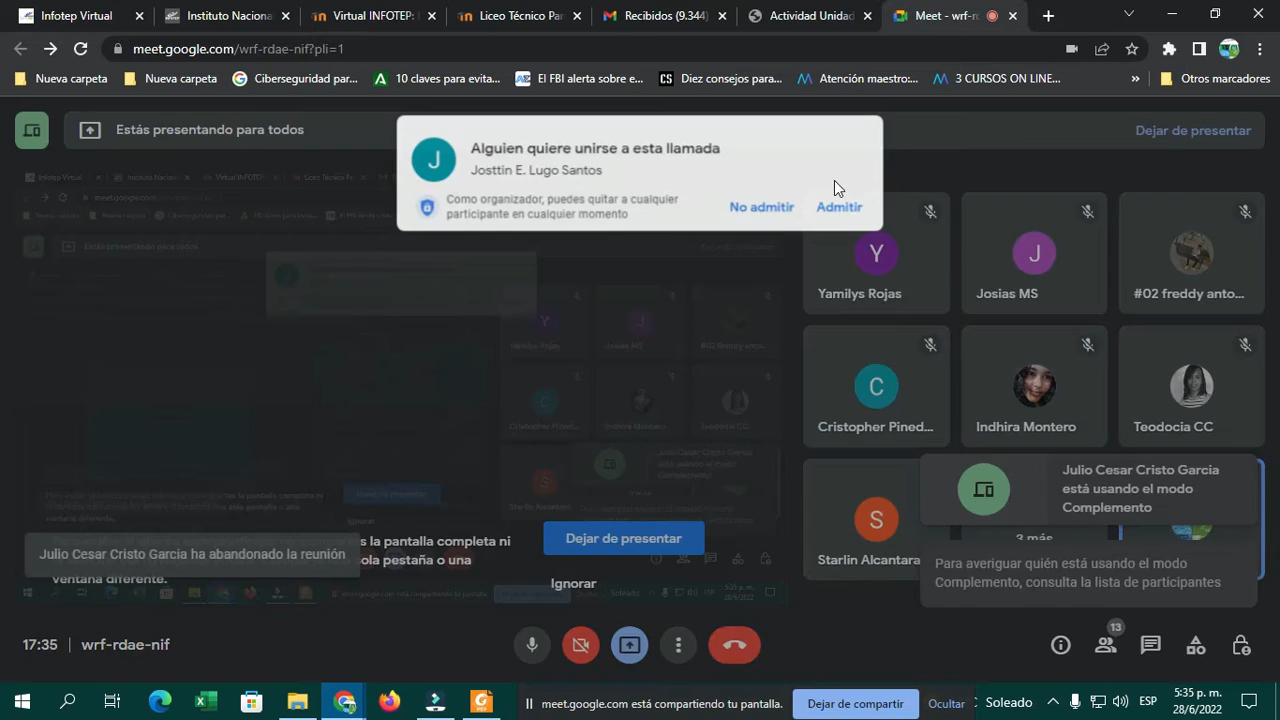 Infotep Virtual
Instituto Naciona
Virtual INFOTEP:
Liceo Técnico Par
Recibidos (9.344)
Actividad Unidad
Meet - wrf-r
meet.google.com/wrf-rdae-nif?pli=1
Nueva carpeta
Nueva carpeta
Ciberseguridad par...
10 claves para evita...
El FBI alerta sobre e...
Diez consejos para...
Atención maestro:...
3 CURSOS ON LINE...
»
Otros marcadores
Estás presentando para todos
Dejar de presentar
J
Alguien quiere unirse a esta llamada
Josttin E. Lugo Santos
Como organizador, puedes quitar a cualquier
participante en cualquier momento
No admitir
Admitir
Y
Yamilys Rojas
J
Josias MS
#02 freddy anto...
C
Cristopher Pined...
Indhira Montero
Teodocia CC
S
Starlin Alcantara
3 más
Julio Cesar Cristo Garcia
está usando el modo
Complemento
Para averiguar quién está usando el modo
Complemento, consulta la lista de participantes
s la pantalla completa ni
ola pestaña o una
ventana diferente.
Julio Cesar Cristo Garcia ha abandonado la reunión
Dejar de presentar
Ignorar
17:35
wrf-rdae-nif
13
meet.google.com está compartiendo tu pantalla.
Dejar de compartir
Ocultar
Soleado
ESP
5:35 p. m.
28/6/2022